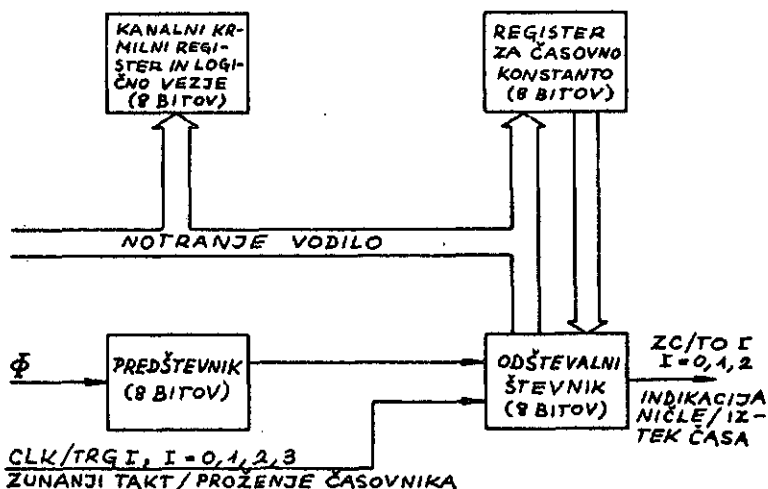 KANALNI KR-
MILNI REGI-
STER IN LOGI-
ČNO VEZJE
(8 BITOV)
REGISTER
ZA ČASOVNO
KONSTANTO
(8 BITOV)
NOTRANJE VODILO
Φ
PREDŠTEVNIK
(8 BITOV)
ODŠTEVALNI
ŠTEVNIK
(8 BITOV)
ZC/TO I
I=0,1,2
INDIKACIJA
NIČLE/IZ-
TEK ČASA
CLK/TRG I, I=0,1,2,3
ZUNANJI TAKT/PROŽENJE ČASOVNIKA